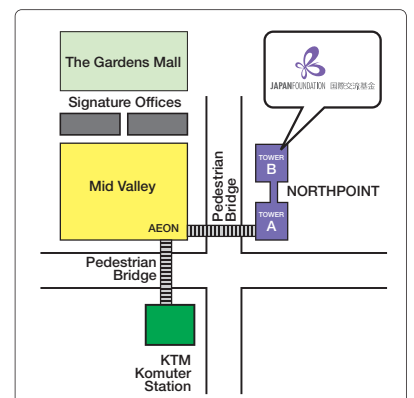 The Gardens Mall
Signature Offices
JAPANFOUNDATION 国際交流基金
Mid Valley
AEON
Pedestrian
Bridge
TOWER
B
NORTHPOINT
TOWER
A
Pedestrian
Bridge
KTM
Komuter
Station